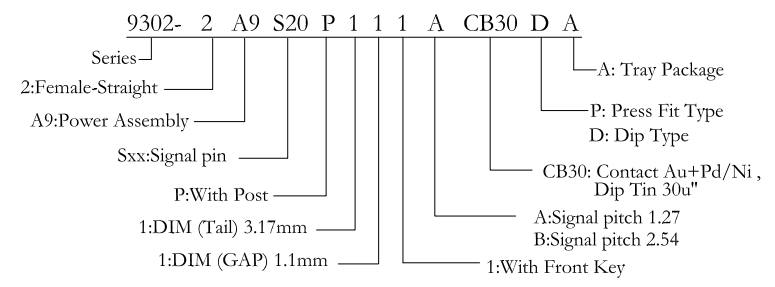 9302- 2 A9 S20 P 1 1 1 A CB30 D A
Series
2:Female-Straight
A9:Power Assembly
Sxx:Signal pin
P:With Post
1:DIM (Tail) 3.17mm
1:DIM (GAP) 1.1mm
A: Tray Package
P: Press Fit Type
D: Dip Type
CB30: Contact Au+Pd/Ni ,
Dip Tin 30u"
A:Signal pitch 1.27
B:Signal pitch 2.54
1:With Front Key